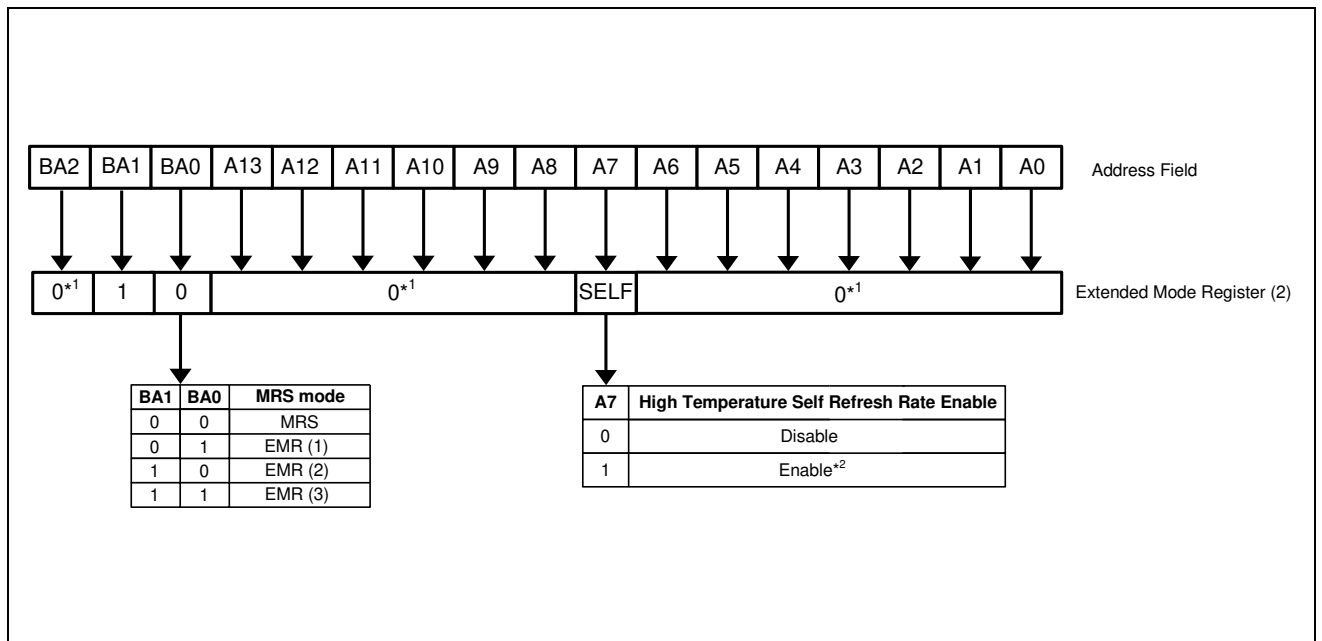 BA2 BA1 BA0 A13 A12 A11 A10 A9 A8 A7 A6 A5 A4 A3 A2 A1 A0 Address Field
0*1 1 0 0*1 SELF 0*1 Extended Mode Register (2)
BA1 BA0 MRS mode
0 0 MRS
0 1 EMR (1)
1 0 EMR (2)
1 1 EMR (3)
A7 High Temperature Self Refresh Rate Enable
0 Disable
1 Enable*2